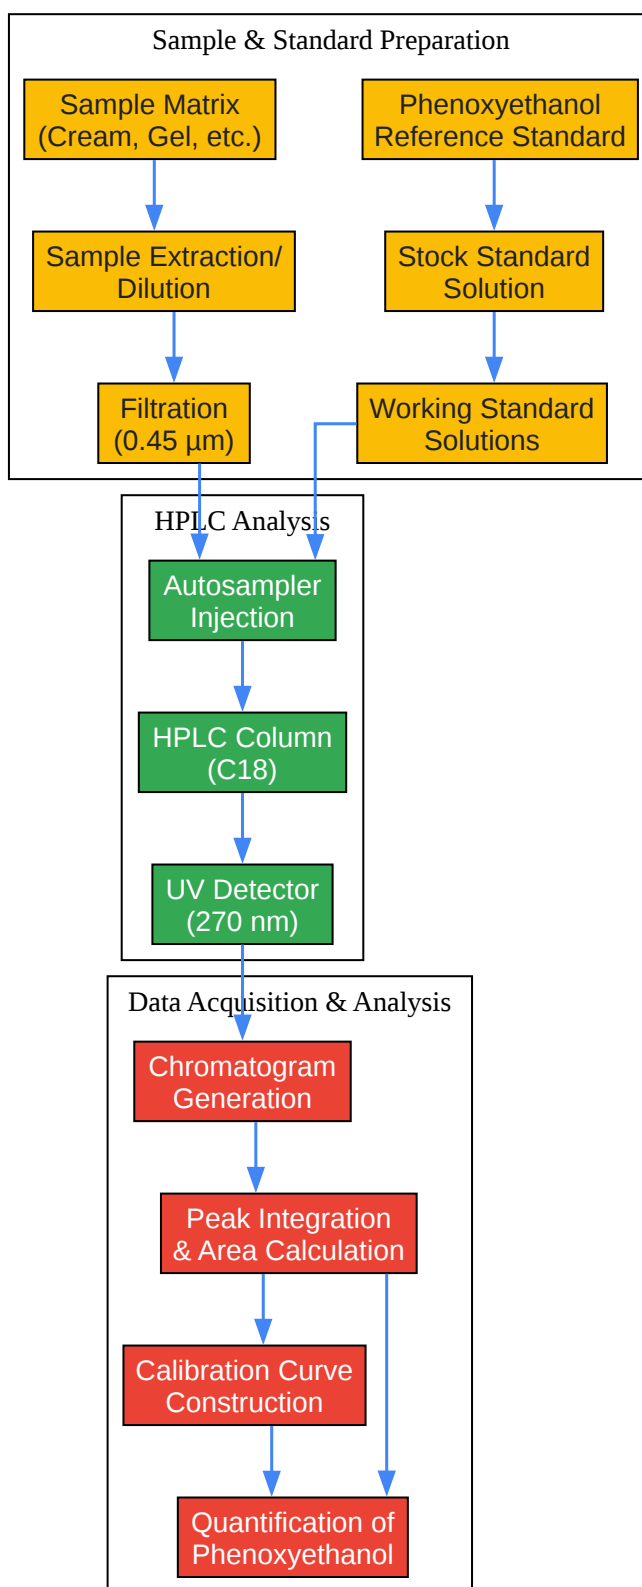 Sample & Standard Preparation
Sample Matrix
(Cream, Gel, etc.)
Phenoxyethanol
Reference Standard
Sample Extraction/
Dilution
Stock Standard
Solution
Filtration
(0.45 µm)
Working Standard
Solutions
HPLC Analysis
Autosampler
Injection
HPLC Column
(C18)
UV Detector
(270 nm)
Data Acquisition & Analysis
Chromatogram
Generation
Peak Integration
& Area Calculation
Calibration Curve
Construction
Quantification of
Phenoxyethanol